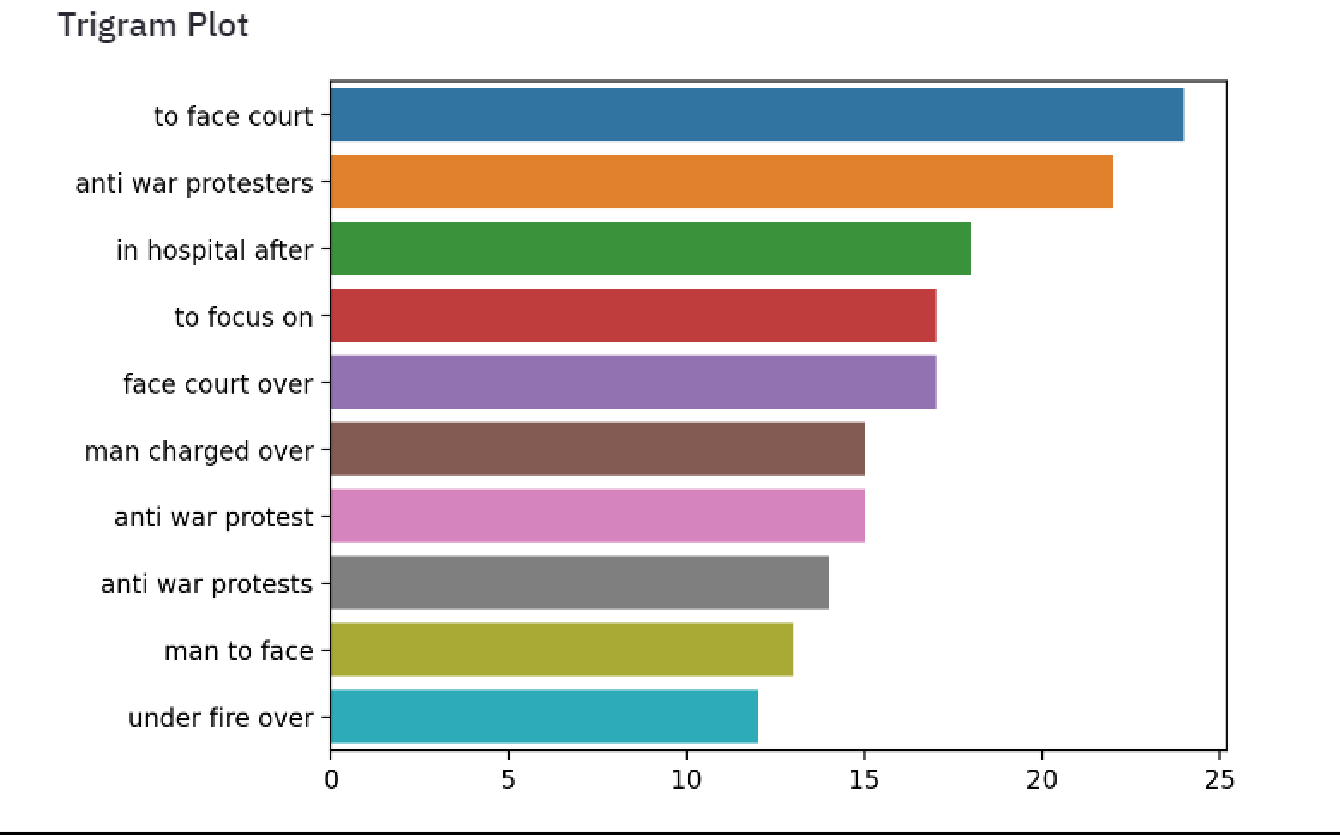 Trigram Plot
to face court
anti war protesters
in hospital after
to focus on
face court over
man charged over
anti war protest
anti war protests
man to face
under fire over
0 5 10 15 20 25